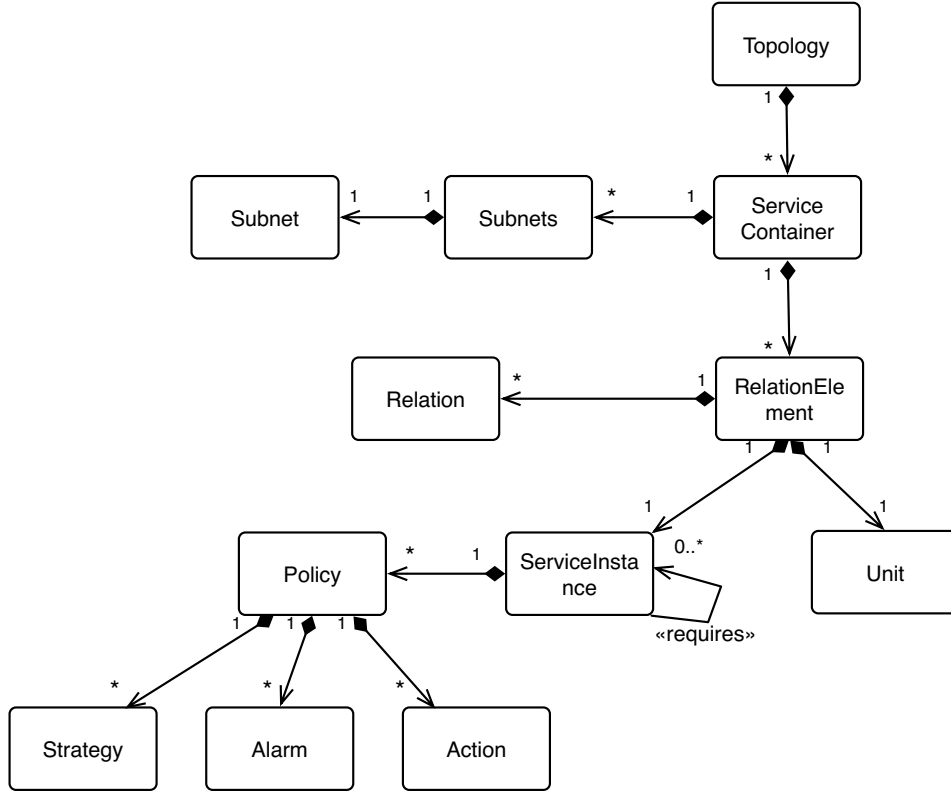 Topology
1
*
1
1
*
1
Subnet
Subnets
Service
Container
1
*
*
1
Relation
RelationEle
ment
1
1
1
1
*
1
0..*
Policy
ServiceInsta
nce
Unit
1
1
1
«requires»
*
*
*
Strategy
Alarm
Action